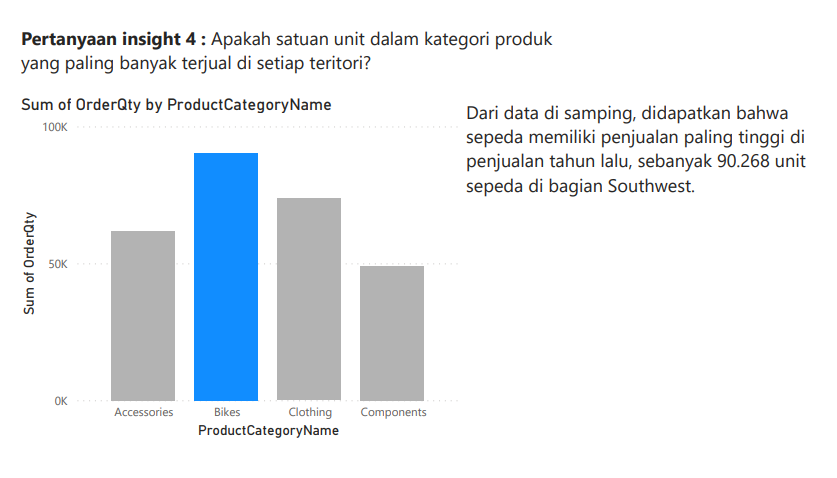 Pertanyaan insight 4 : Apakah satuan unit dalam kategori produk
yang paling banyak terjual di setiap teritori?
Sum of OrderQty by ProductCategoryName
100K
50K
0K
Sum of OrderQty
Accessories
Bikes
Clothing
Components
ProductCategoryName
Dari data di samping, didapatkan bahwa
sepeda memiliki penjualan paling tinggi di
penjualan tahun lalu, sebanyak 90.268 unit
sepeda di bagian Southwest.